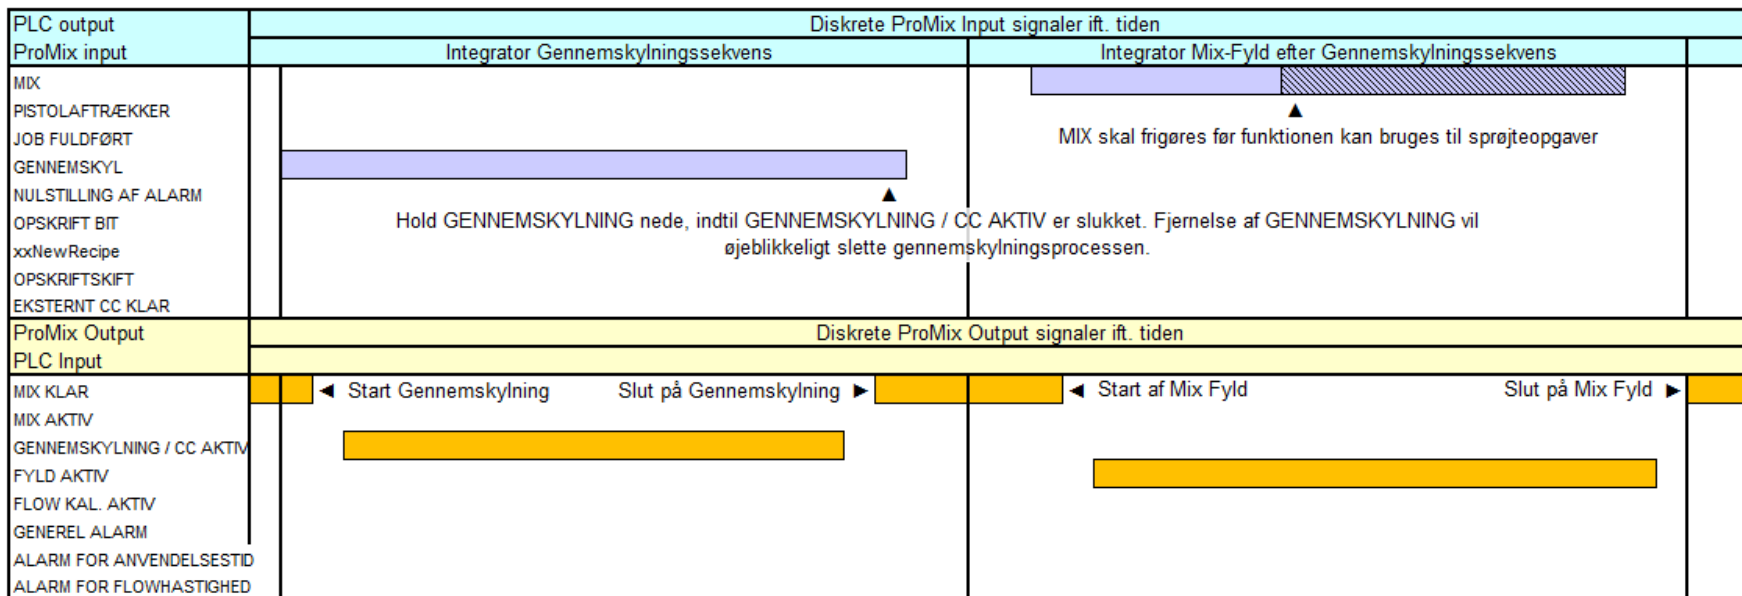 PLC output
Diskrete ProMix Input signaler ift. tiden
ProMix input
Integrator Gennemskylningssekvens
Integrator Mix-Fyld efter Gennemskylningssekvens
MIX
PISTOLAFTRÆKKER
JOB FULDFØRT
MIX skal frigøres før funktionen kan bruges til sprøjteopgaver
GENNEMSKYL
NULSTILLING AF ALARM
OPSKRIFT BIT
Hold GENNEMSKYLNING nede, indtil GENNEMSKYLNING / CC AKTIV er slukket. Fjernelse af GENNEMSKYLNING vil
øjeblikkeligt slette gennemskylningsprocessen.
xxNewRecipe
OPSKRIFTSKIFT
EKSTERNT CC KLAR
ProMix Output
Diskrete ProMix Output signaler ift. tiden
PLC Input
MIX KLAR
◄ Start Gennemskylning
Slut på Gennemskylning ►
◄ Start af Mix Fyld
Slut på Mix Fyld ►
MIX AKTIV
GENNEMSKYLNING / CC AKTIV
FYLD AKTIV
FLOW KAL. AKTIV
GENEREL ALARM
ALARM FOR ANVENDELSESTID
ALARM FOR FLOWHASTIGHED